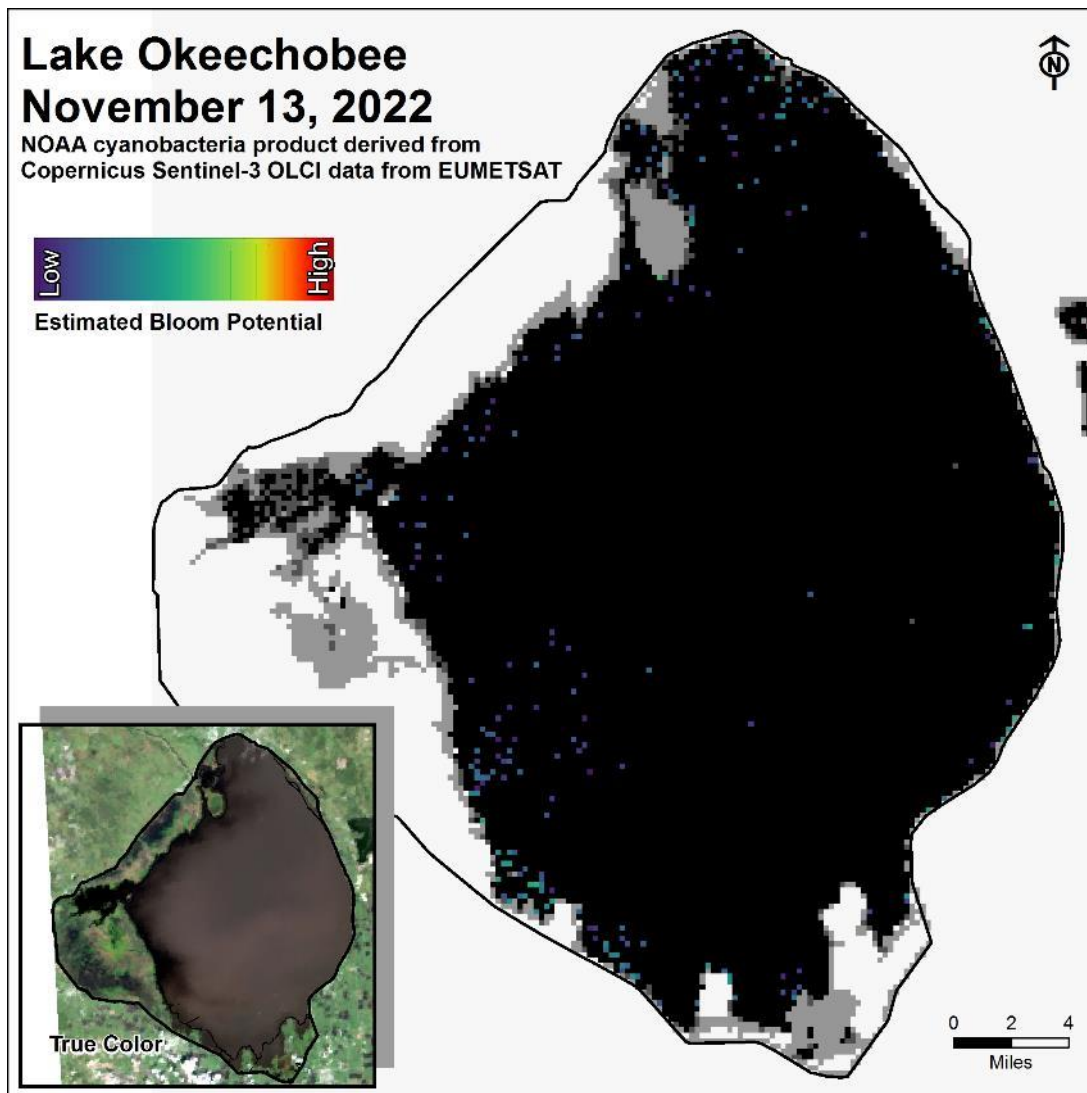 Lake Okeechobee
November 13, 2022
NOAA cyanobacteria product derived from
Copernicus Sentinel-3 OLCI data from EUMETSAT
N
Low
High
Estimated Bloom Potential
True Color
0 2 4
Miles